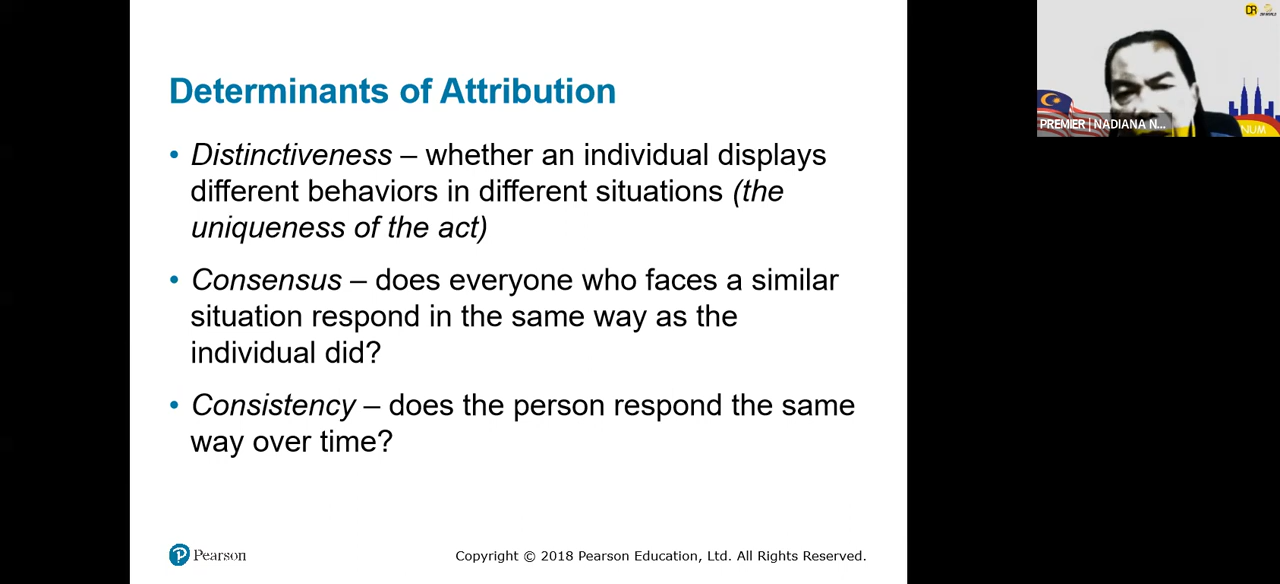 Determinants of Attribution
• Distinctiveness – whether an individual displays
different behaviors in different situations (the
uniqueness of the act)
• Consensus – does everyone who faces a similar
situation respond in the same way as the
individual did?
• Consistency – does the person respond the same
way over time?
Pearson
Copyright © 2018 Pearson Education, Ltd. All Rights Reserved.
DR
PREMIER | NADIANA N...
NUM